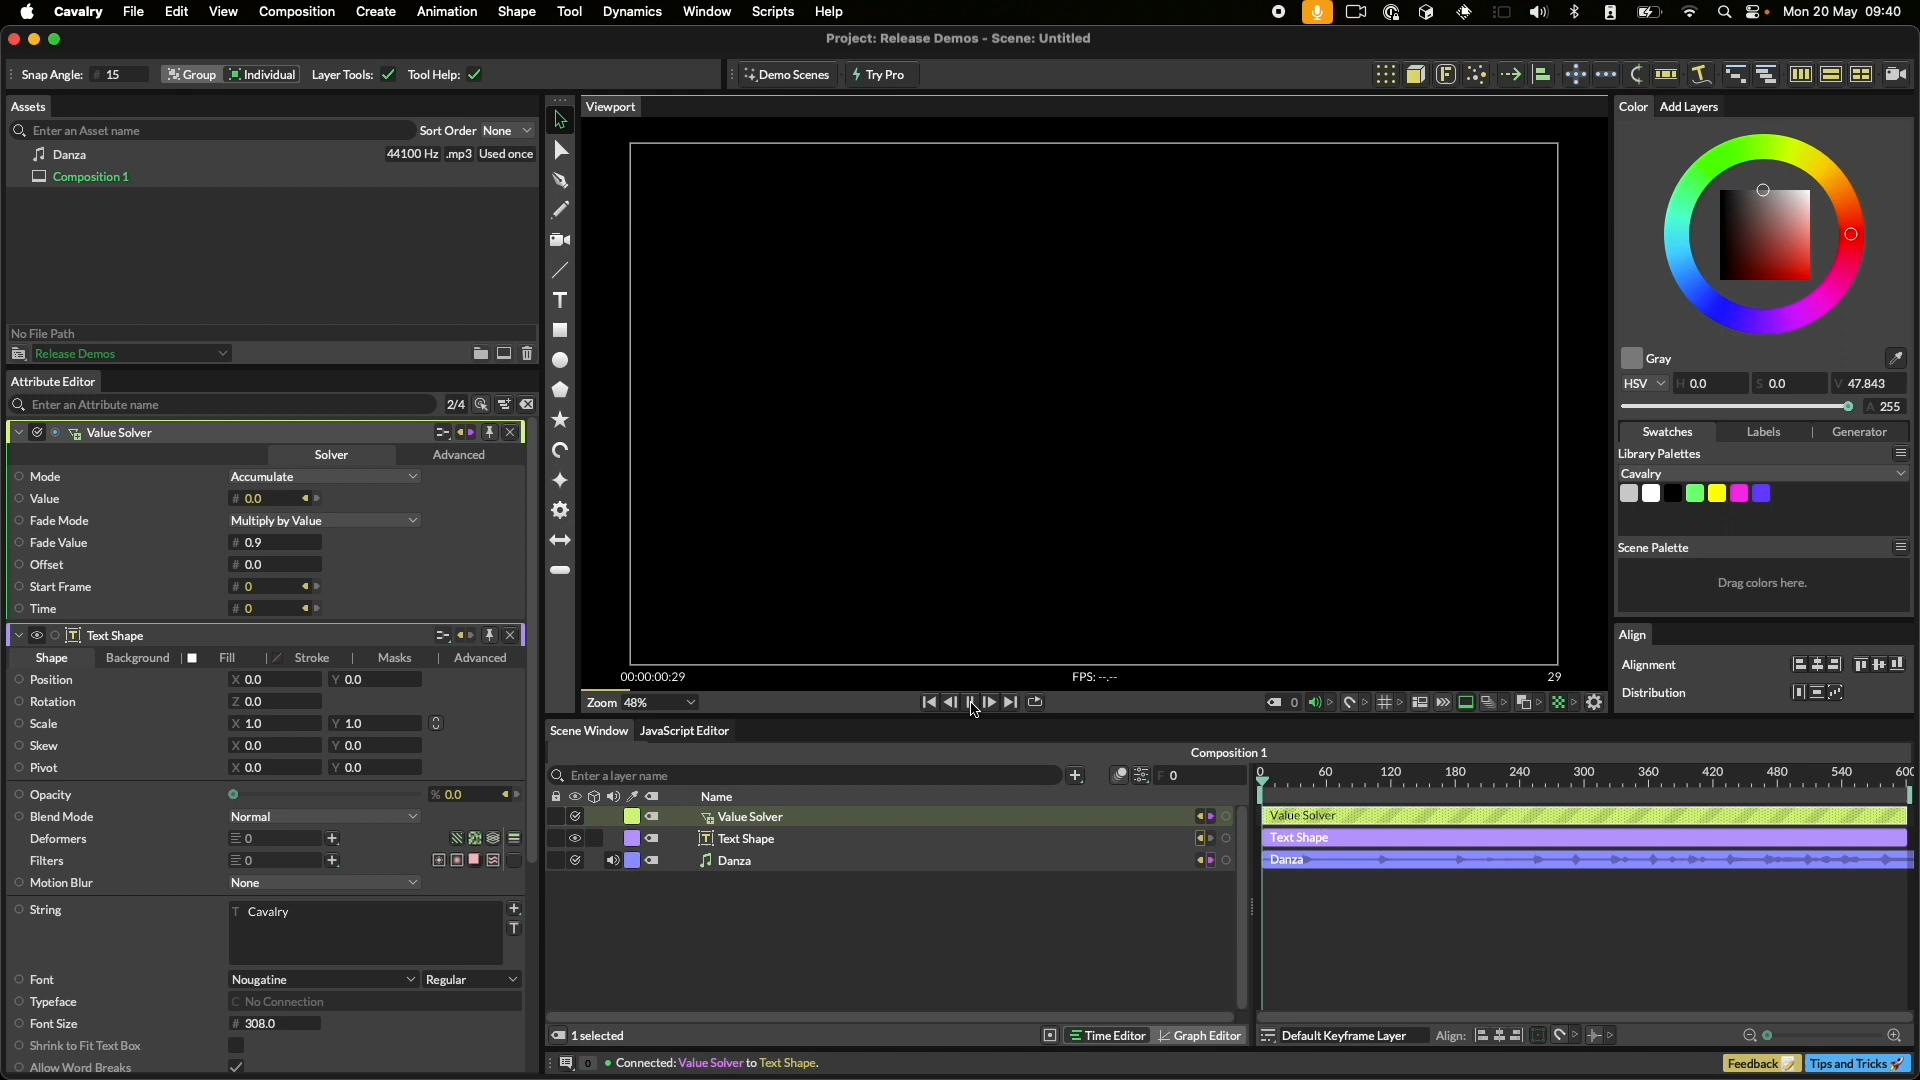 Cavalry File Edit View Composition Create Animation Shape Tool Dynamics Window Scripts Help Mon 20 May 09:40
Project: Release Demos - Scene: Untitled
Snap Angle: # 15 Group Individual Layer Tools: Tool Help: Demo Scenes Try Pro
Assets
Enter an Asset name Sort Order None
Danza 44100 Hz .mp3 Used once
Composition 1
No File Path
Release Demos
Attribute Editor
Enter an Attribute name 2/4
Value Solver
Solver Advanced
Mode Accumulate
Value # 0.0
Fade Mode Multiply by Value
Fade Value # 0.9
Offset # 0.0
Start Frame # 0
Time # 0
Text Shape
Shape Background Fill Stroke Masks Advanced
Position X 0.0 Y 0.0
Rotation Z 0.0
Scale X 1.0 Y 1.0
Skew X 0.0 Y 0.0
Pivot X 0.0 Y 0.0
Opacity % 0.0
Blend Mode Normal
Deformers 0
Filters 0
Motion Blur None
String T Cavalry
Font Nougatine Regular
Typeface C No Connection
Font Size # 308.0
Shrink to Fit Text Box
Allow Word Breaks
Viewport
00:00:00:29 FPS: --.-- 29
Zoom 48% 0
Scene Window JavaScript Editor
Composition 1
Enter a layer name F 0
0 60 120 180 240 300 360 420 480 540 600
Name
Value Solver Value Solver
Text Shape Text Shape
Danza Danza
1 selected Time Editor Graph Editor Default Keyframe Layer Align:
0 Connected: Value Solver to Text Shape. Feedback Tips and Tricks
Color Add Layers
Gray
HSV H 0.0 S 0.0 V 47.843
A 255
Swatches Labels Generator
Library Palettes
Cavalry
Scene Palette
Drag colors here.
Align
Alignment
Distribution